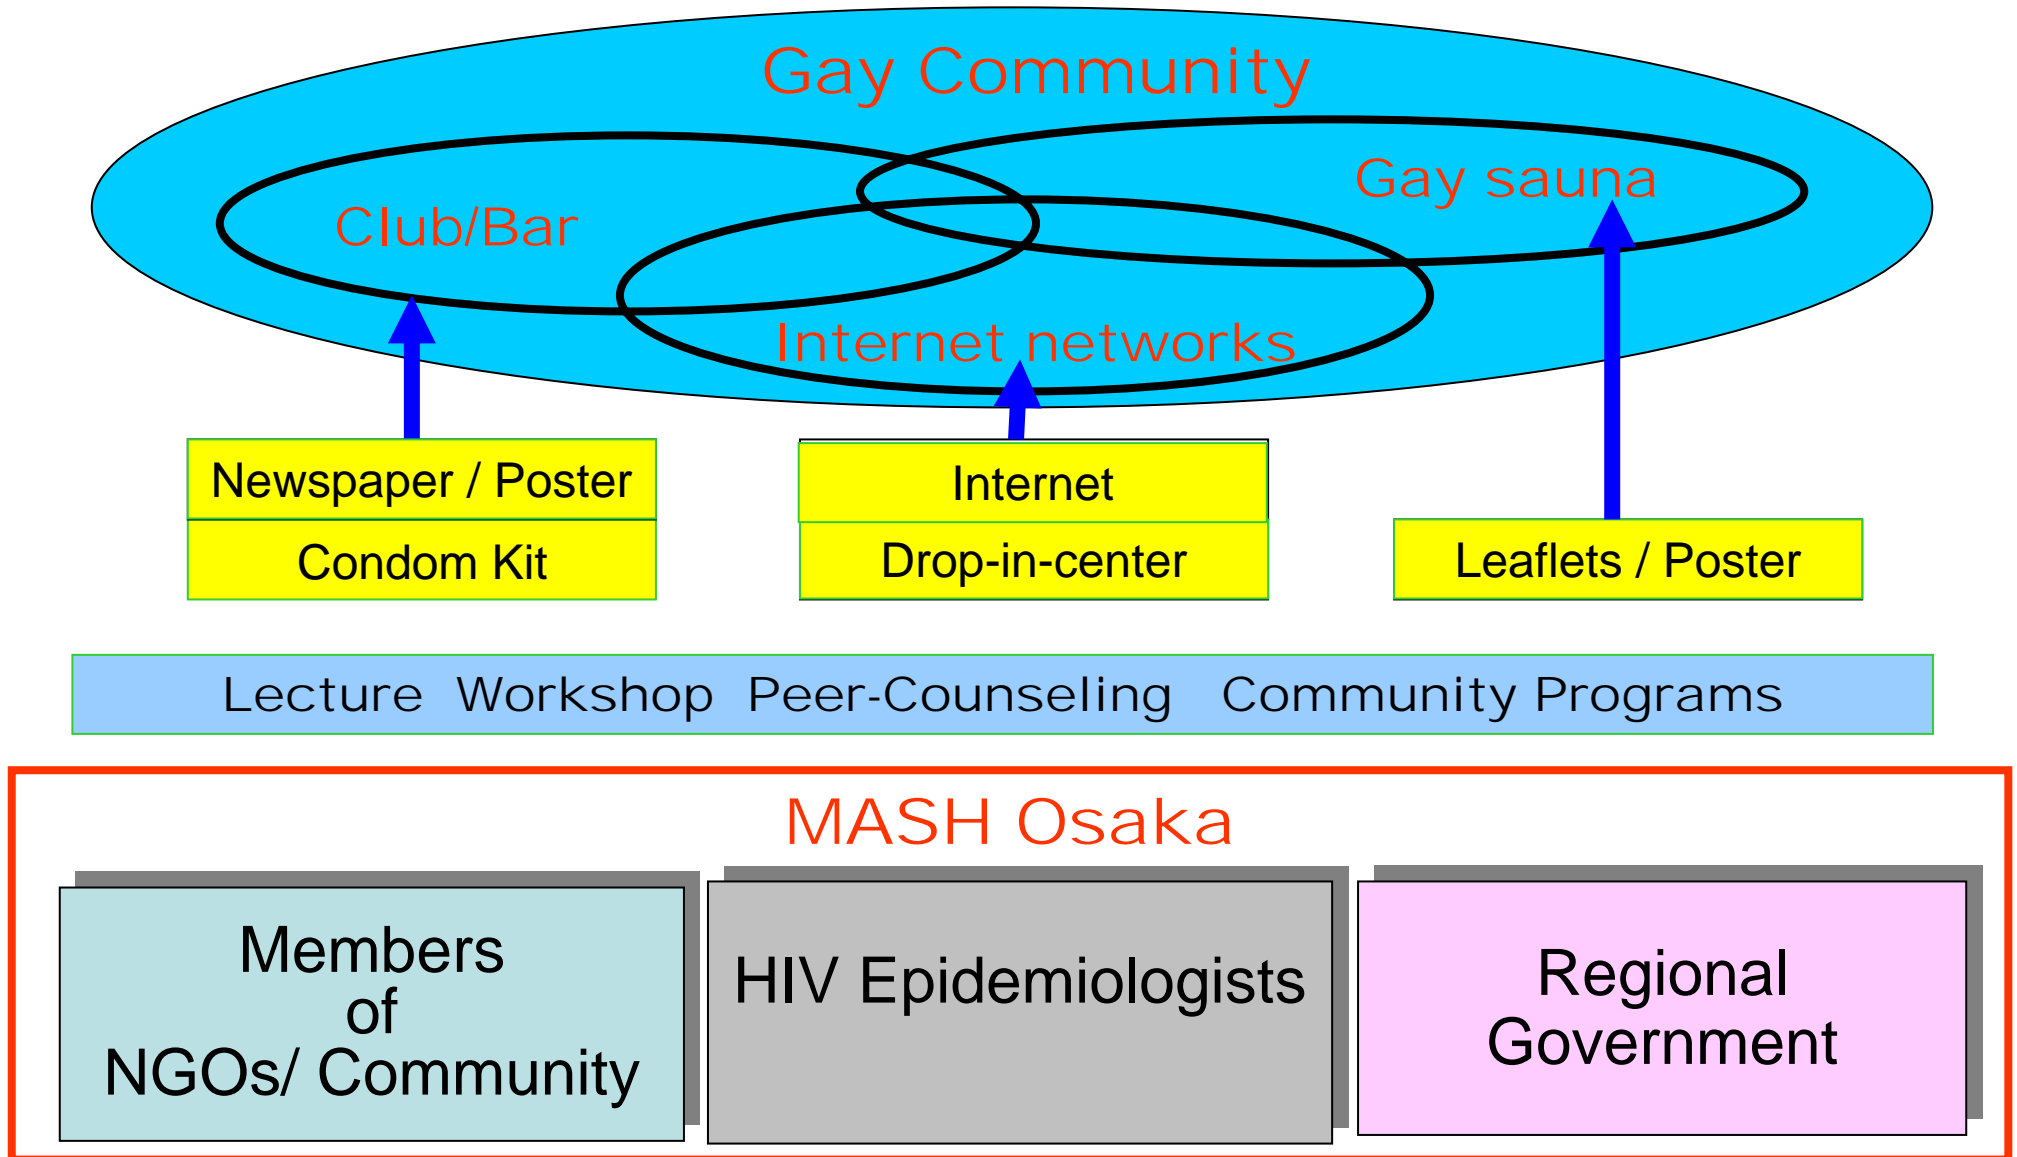 Gay Community
Gay sauna
Club/Bar
Internet networks
Newspaper / Poster
Condom Kit
Internet
Drop-in-center
Leaflets / Poster
Lecture  Workshop  Peer-Counseling   Community Programs
MASH Osaka
Members
of
NGOs/ Community
HIV Epidemiologists
Regional
Government